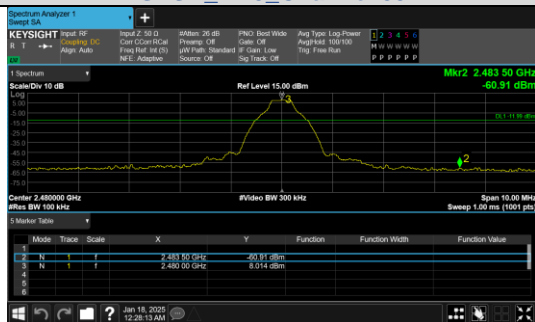 Spectrum Analyzer 1
Swept SA
+
KEYSIGHT Input: RF Input Z: 50 Ω #Atten: 26 dB PNO: Best Wide Avg Type: Log-Power 1 2 3 4 5 6
R T Coupling: DC Corr CCorr RCal Preamp: Off Gate: Off Avg|Hold: 100/100 M W W W W W
Align: Auto Freq Ref: Int (S) µW Path: Standard IF Gain: Low Trig: Free Run
NFE: Adaptive Source: Off Sig Track: Off P P P P P P
1 Spectrum Mkr2 2.483 50 GHz
Scale/Div 10 dB Ref Level 15.00 dBm -60.91 dBm
Log
3
5.00
-5.00
-15.0
-25.0
-35.0
-45.0
-55.0
2
-65.0
-75.0
Center 2.480000 GHz #Video BW 300 kHz Span 10.00 MHz
#Res BW 100 kHz Sweep 1.00 ms (1001 pts)
5 Marker Table
Mode Trace Scale X Y Function Function Width Function Value
1
2 N 1 f 2.483 50 GHz -60.91 dBm
3 N 1 f 2.480 00 GHz 8.014 dBm
4
5
6
? Jan 18, 2025
12:28:13 AM